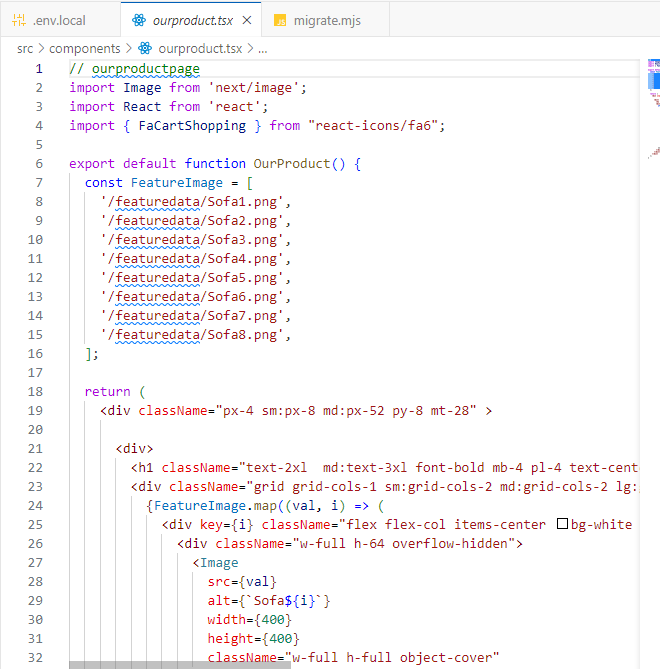 .env.local ourproduct.tsx migrate.mjs
src > components > ourproduct.tsx > ...
1 // ourproductpage
2 import Image from 'next/image';
3 import React from 'react';
4 import { FaCartShopping } from "react-icons/fa6";
5
6 export default function OurProduct() {
7 const FeatureImage = [
8 '/featuredata/Sofa1.png',
9 '/featuredata/Sofa2.png',
10 '/featuredata/Sofa3.png',
11 '/featuredata/Sofa4.png',
12 '/featuredata/Sofa5.png',
13 '/featuredata/Sofa6.png',
14 '/featuredata/Sofa7.png',
15 '/featuredata/Sofa8.png',
16 ];
17
18 return (
19 <div className="px-4 sm:px-8 md:px-52 py-8 mt-28" >
20
21 <div>
22 <h1 className="text-2xl  md:text-3xl font-bold mb-4 pl-4 text-cent
23 <div className="grid grid-cols-1 sm:grid-cols-2 md:grid-cols-2 lg:
24 {FeatureImage.map((val, i) => (
25 <div key={i} className="flex flex-col items-center bg-white
26 <div className="w-full h-64 overflow-hidden">
27 <Image
28 src={val}
29 alt={`Sofa${i}`}
30 width={400}
31 height={400}
32 className="w-full h-full object-cover"